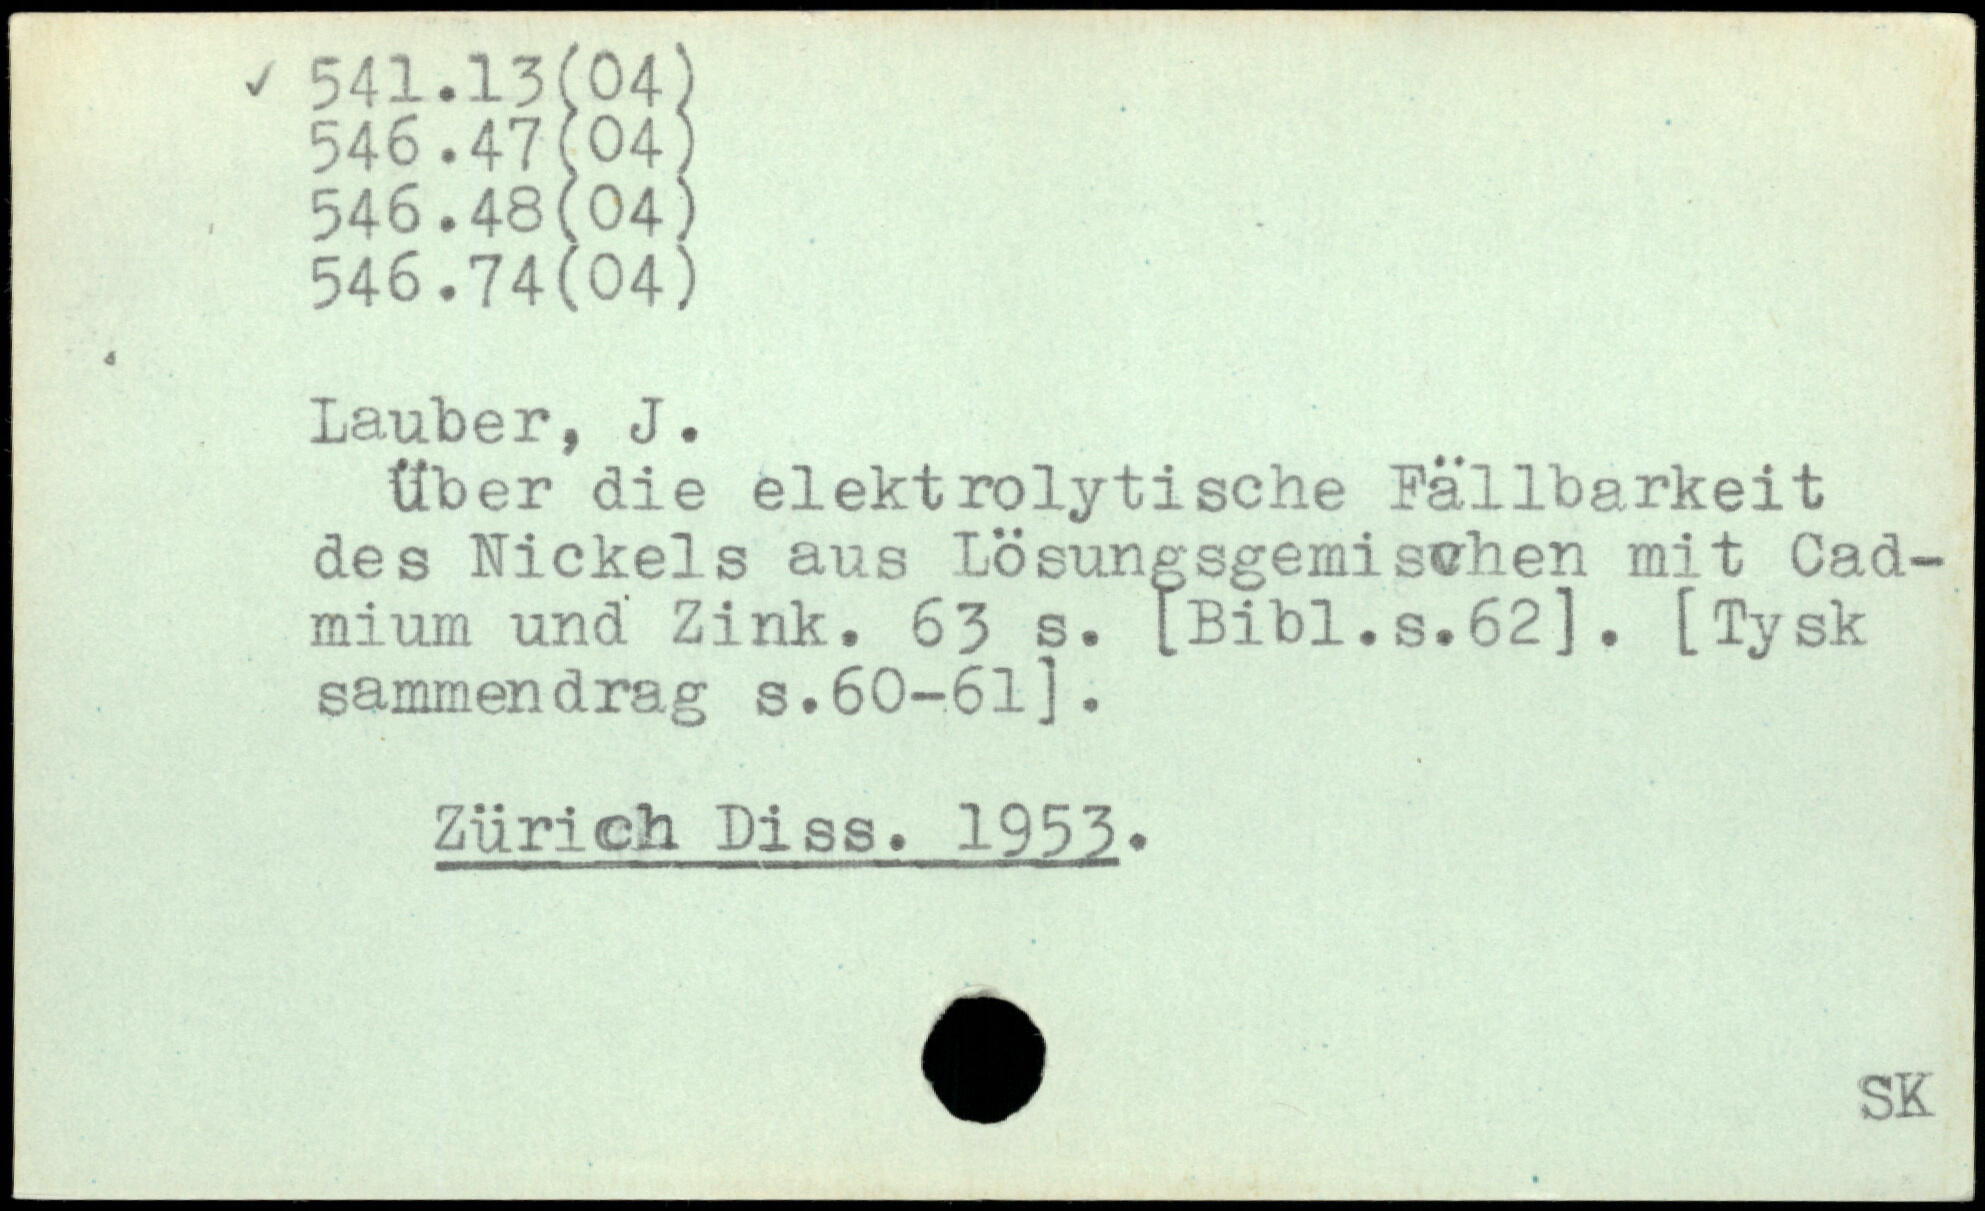 ✓ 541.13(04)
546.47(04)
546.48(04)
546.74(04)
Lauber, J.
Über die elektrolytische Fällbarkeit
des Nickels aus Lösungsgemischen mit Cad-
mium und Zink. 63 s. [Bibl.s.62]. [Tysk
sammendrag s.60-61].
Zürich Diss. 1953.
SK